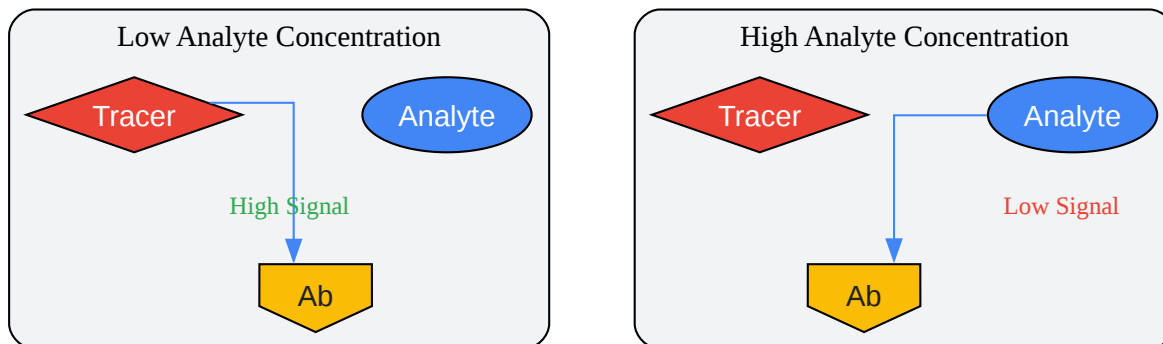 Low Analyte Concentration
Tracer
Analyte
High Signal
Ab
High Analyte Concentration
Tracer
Analyte
Low Signal
Ab